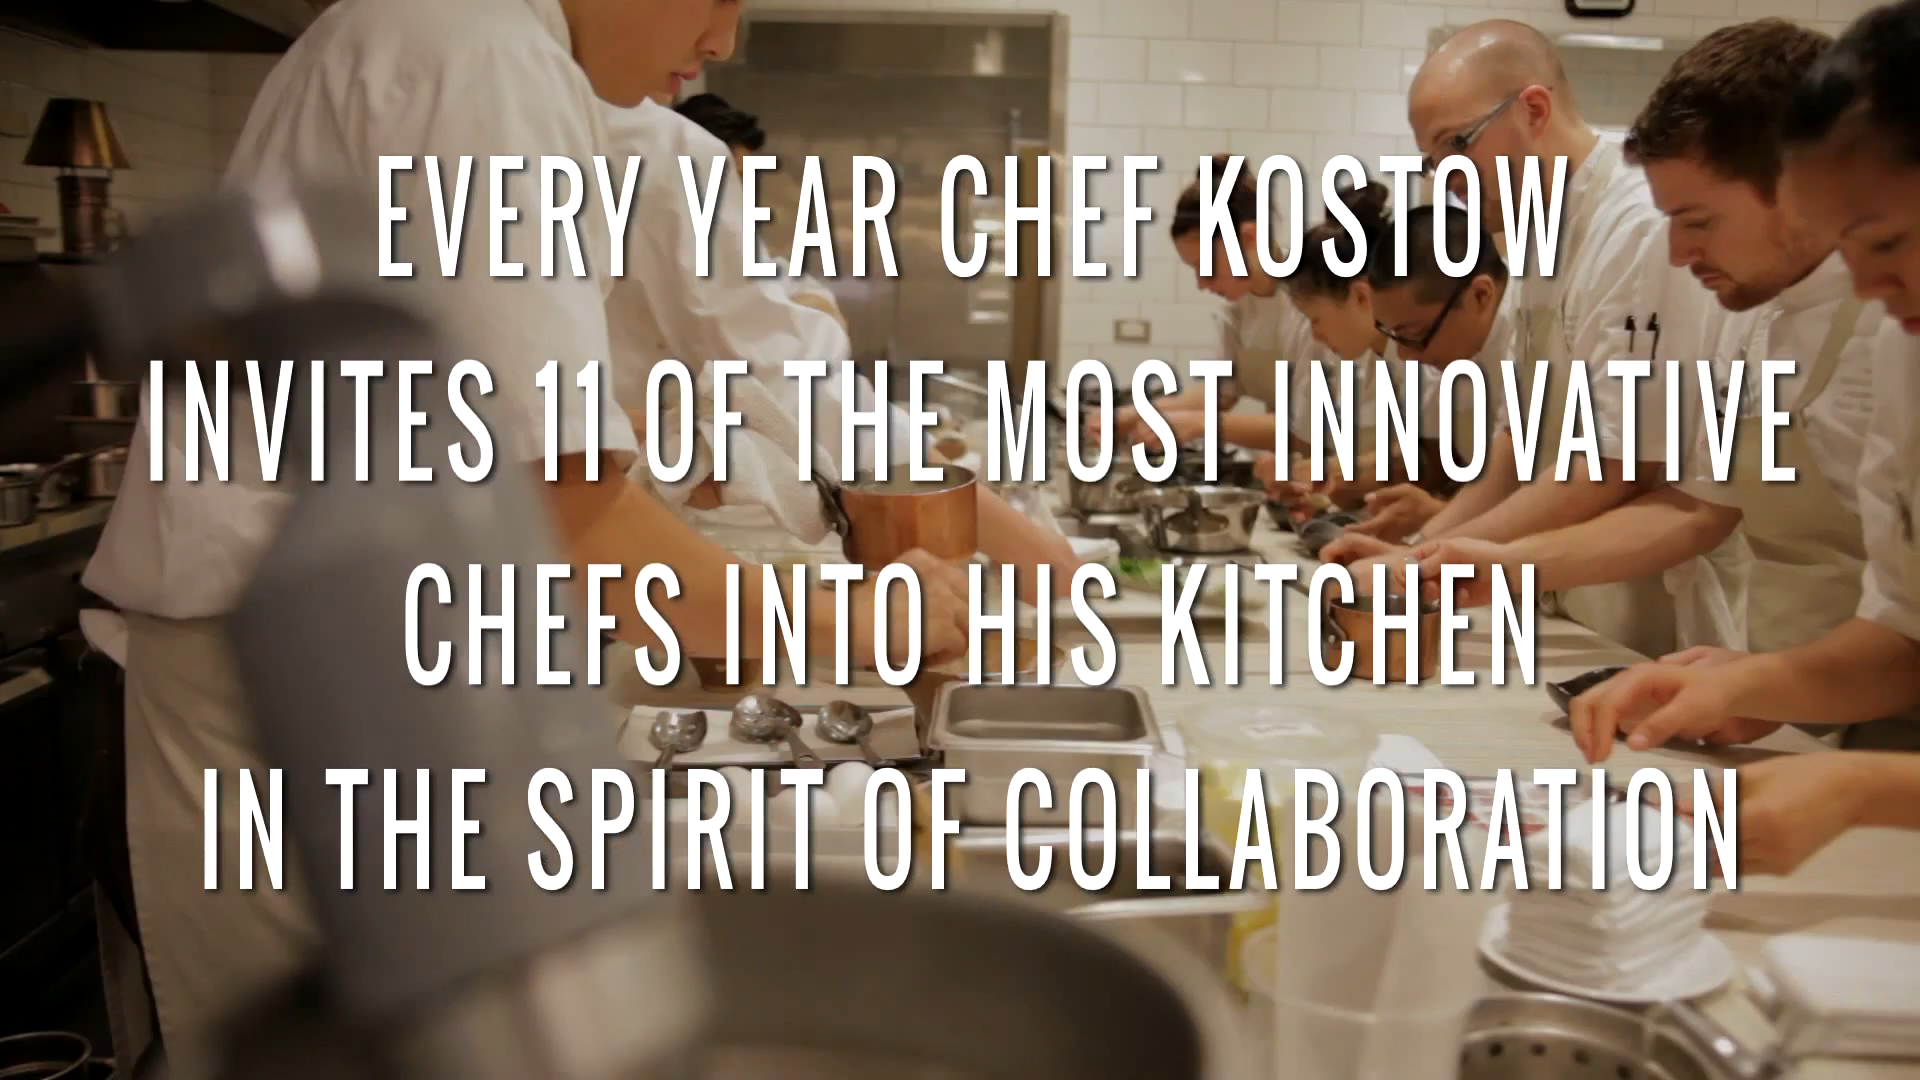 EVERY YEAR CHEF KOSTOW
INVITES 11 OF THE MOST INNOVATIVE
CHEFS INTO HIS KITCHEN
IN THE SPIRIT OF COLLABORATION